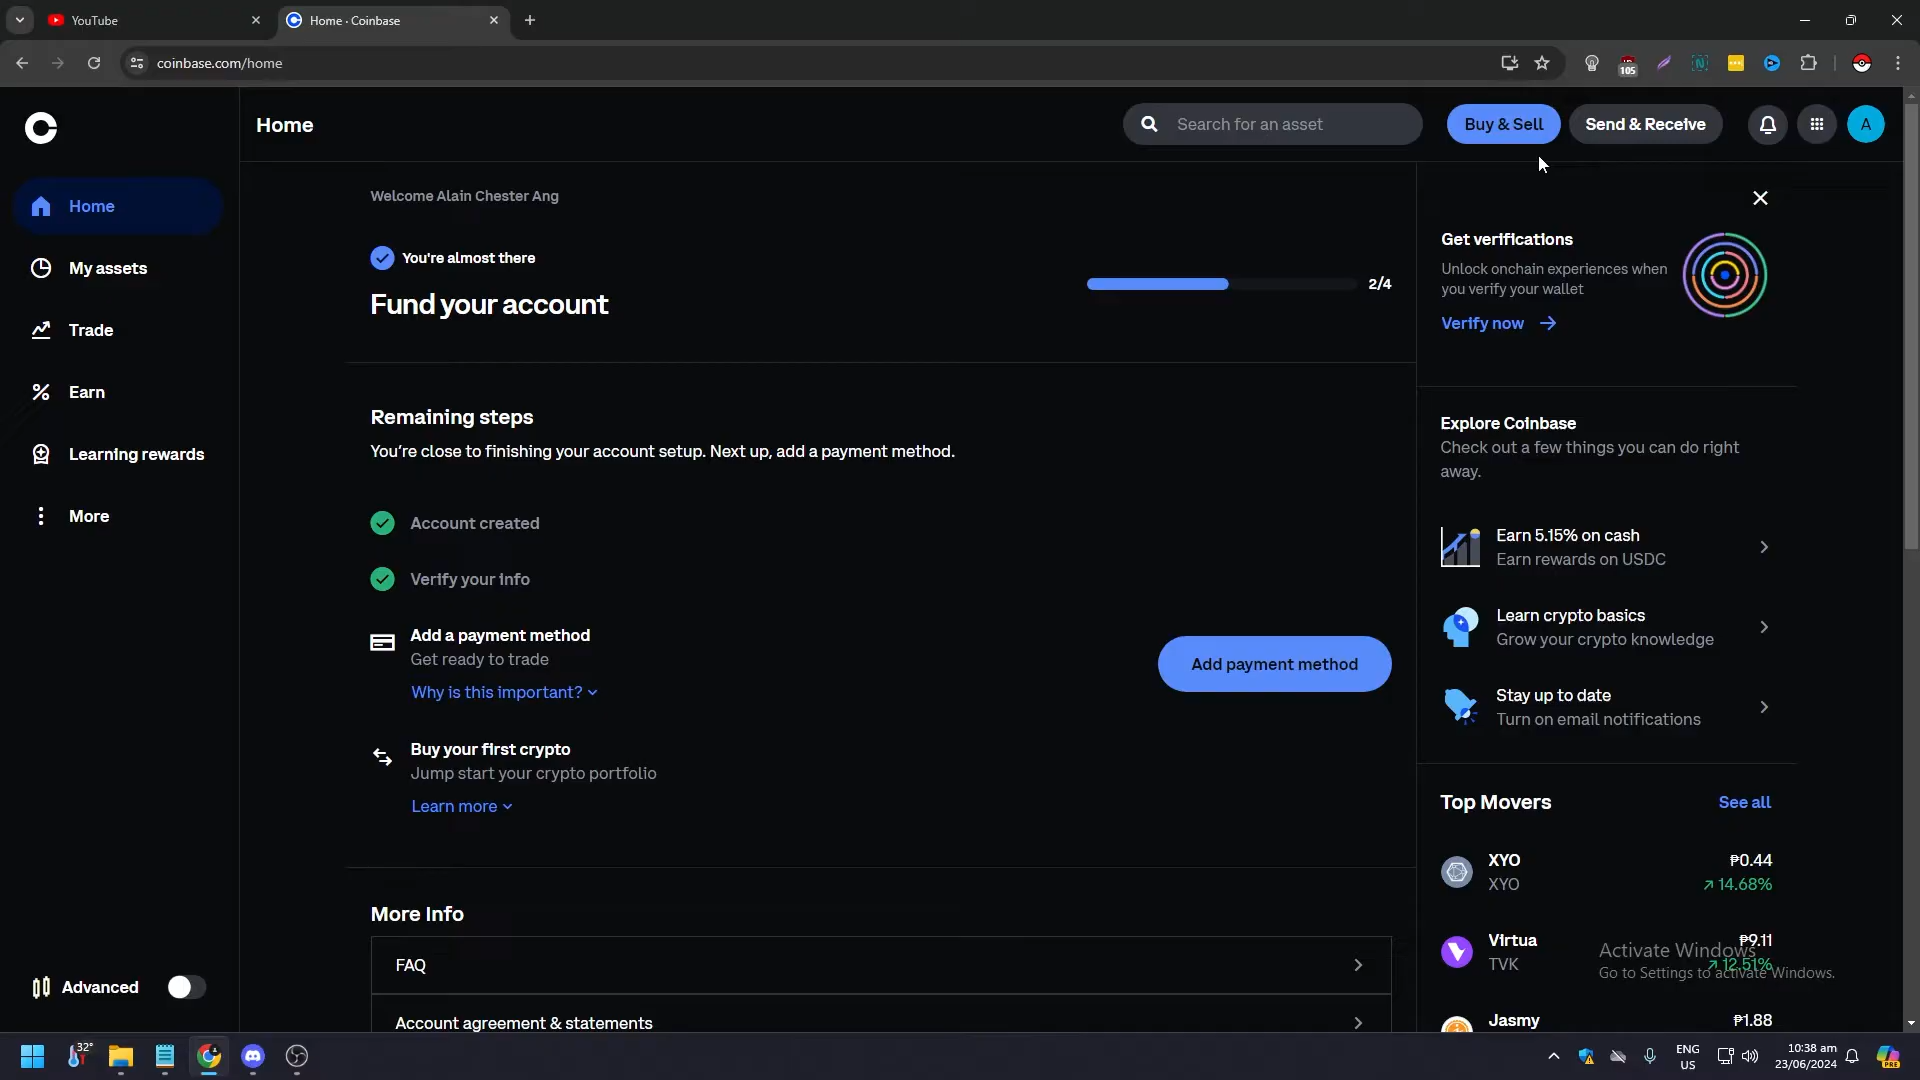 YouTube
Home · Coinbase
coinbase.com/home
105
Home
Search for an asset
Buy & Sell
Send & Receive
A
Home
My assets
Trade
Earn
Learning rewards
More
Advanced
Welcome Alain Chester Ang
You're almost there
Fund your account
2/4
Remaining steps
You're close to finishing your account setup. Next up, add a payment method.
Account created
Verify your info
Add a payment method
Get ready to trade
Why is this important?
Add payment method
Buy your first crypto
Jump start your crypto portfolio
Learn more
More Info
FAQ
Account agreement & statements
Get verifications
Unlock onchain experiences when
you verify your wallet
Verify now
Explore Coinbase
Check out a few things you can do right
away.
Earn 5.15% on cash
Earn rewards on USDC
Learn crypto basics
Grow your crypto knowledge
Stay up to date
Turn on email notifications
Top Movers
See all
XYO
₱0.44
XYO
↗ 14.68%
Virtua
₱9.11
TVK
↗ 12.51%
Jasmy
₱1.88
Activate Windows
Go to Settings to activate Windows.
32°
ENG
US
10:38 am
23/06/2024
PRE